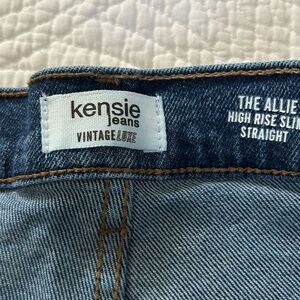 kensie
jeans
VINTAGE LUXE
THE ALLIE
HIGH RISE SLIM
STRAIGHT